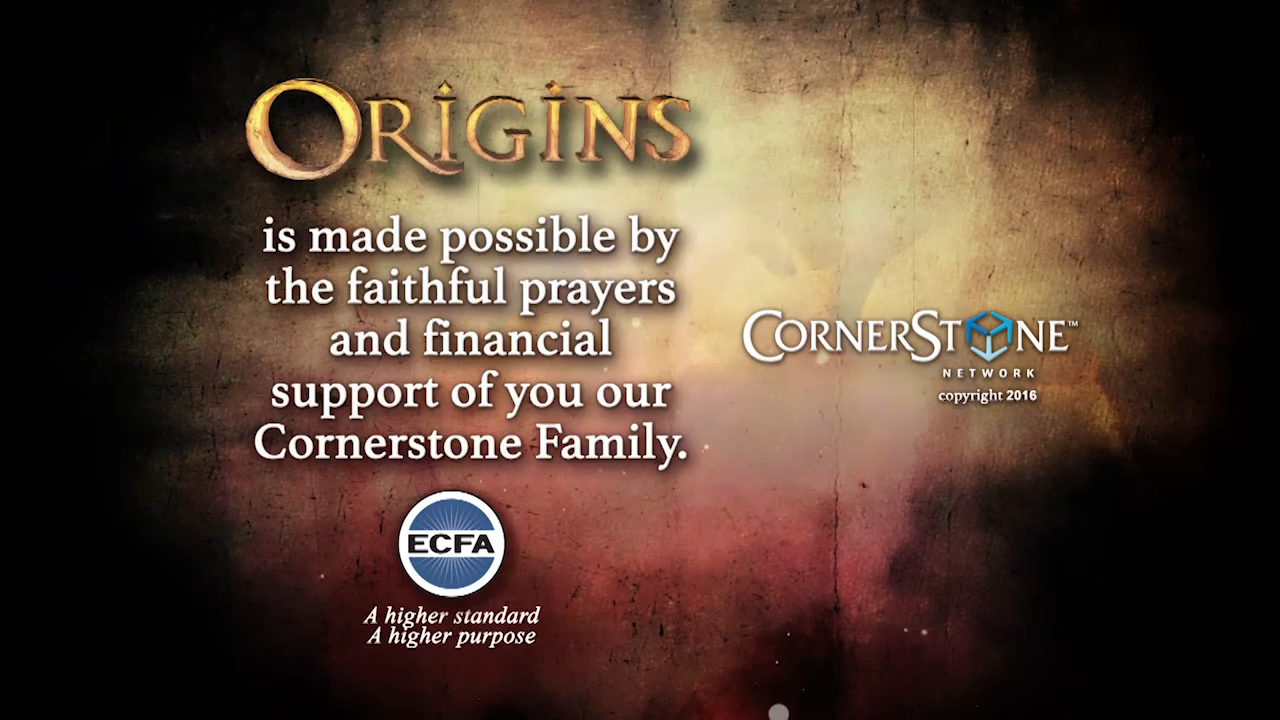 ORIGINS
is made possible by
the faithful prayers
and financial
support of you our
Cornerstone Family.
ECFA
A higher standard
A higher purpose
CORNERSTONE™
NETWORK
copyright 2016